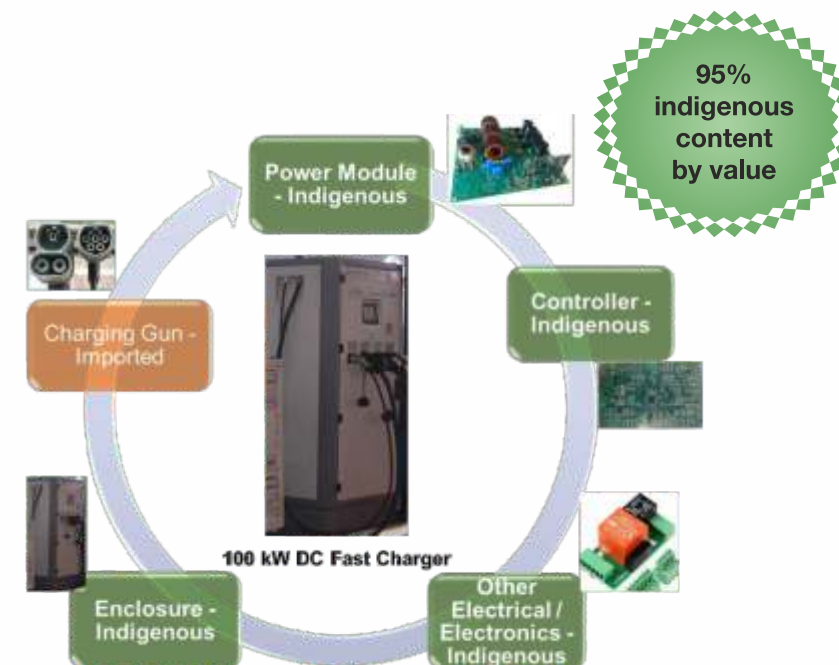 95%
indigenous
content
by value
Power Module
- Indigenous
Controller -
Indigenous
Charging Gun -
Imported
100 kW DC Fast Charger
Other
Electrical /
Electronics -
Indigenous
Enclosure -
Indigenous